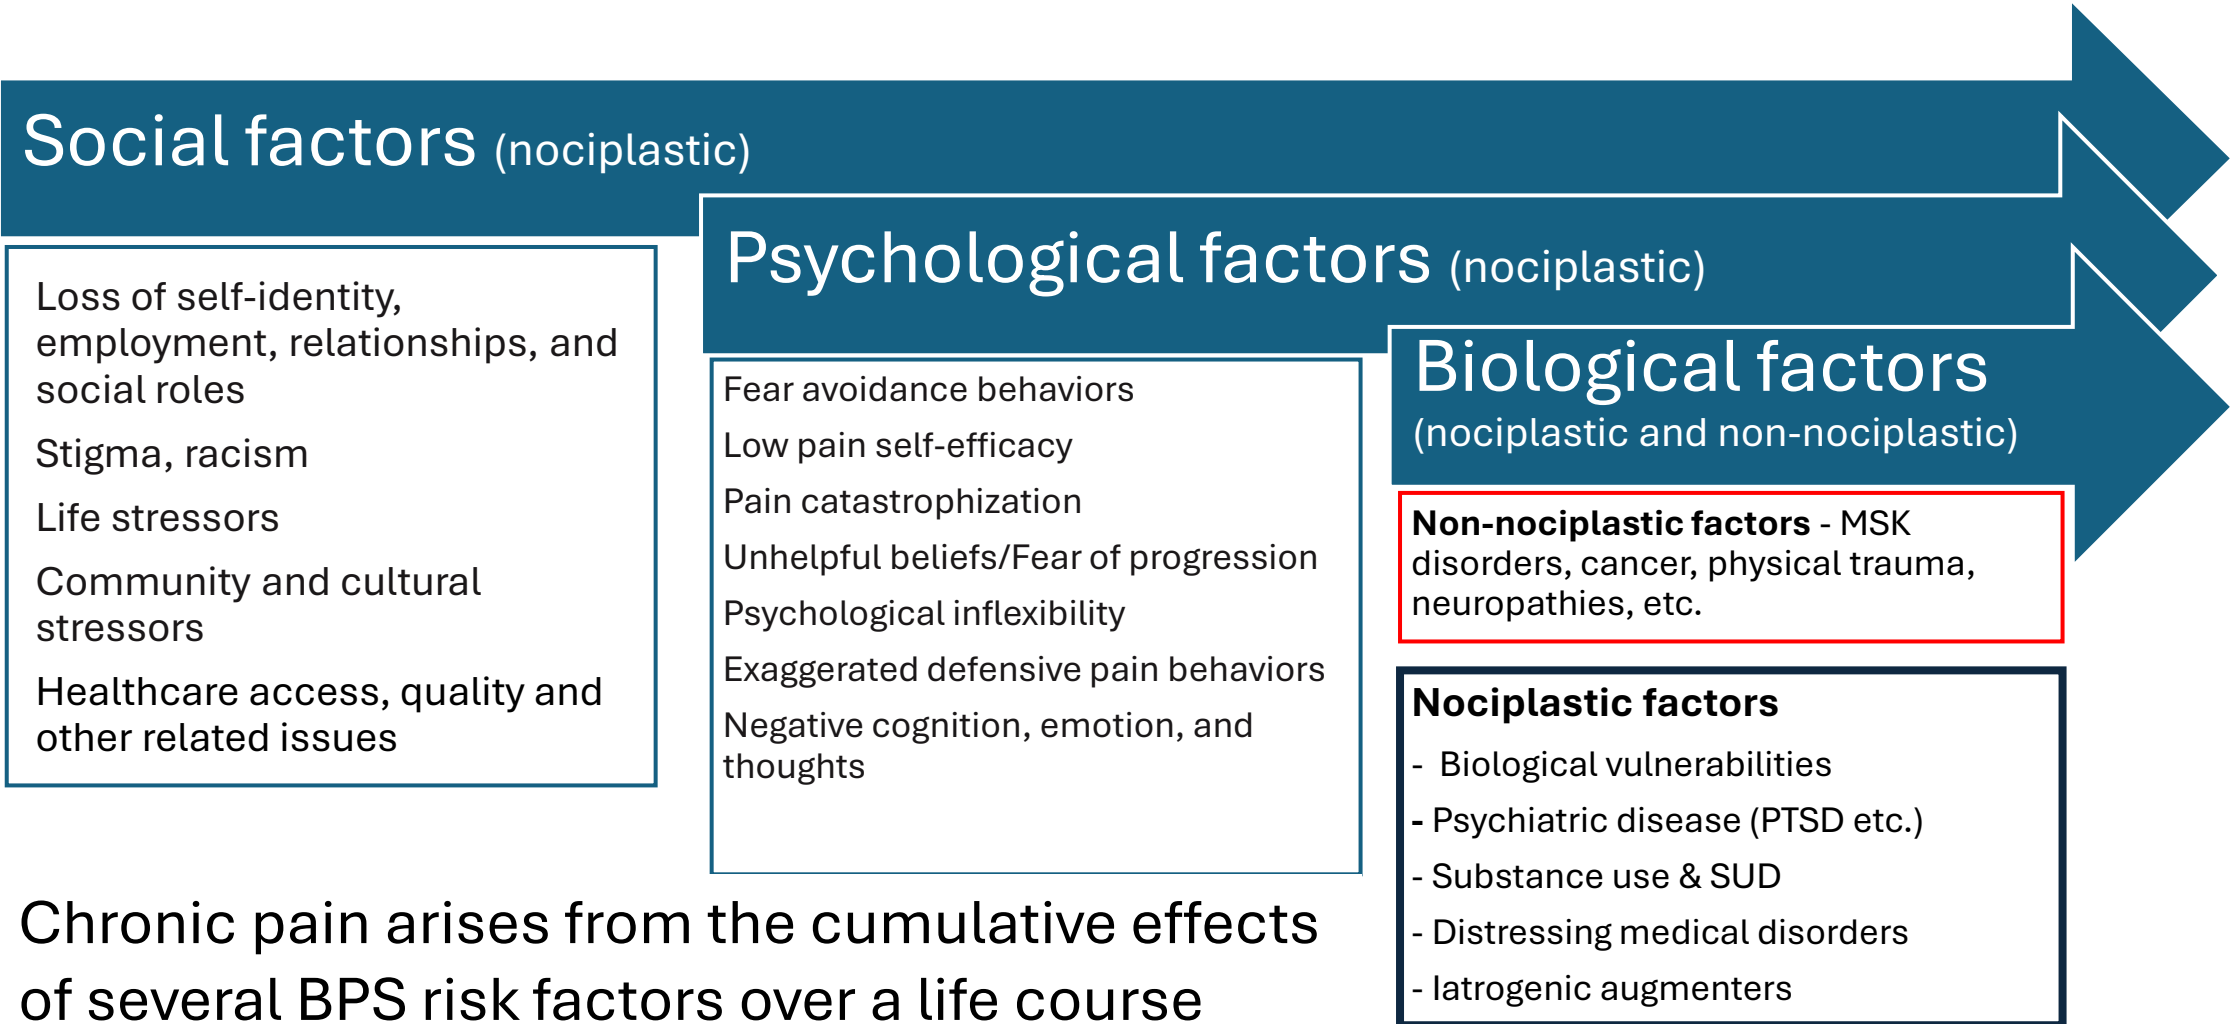 Social factors (nociplastic)
Loss of self-identity,
employment, relationships, and
social roles
Stigma, racism
Life stressors
Community and cultural
stressors
Healthcare access, quality and
other related issues
Psychological factors (nociplastic)
Fear avoidance behaviors
Low pain self-efficacy
Pain catastrophization
Unhelpful beliefs/Fear of progression
Psychological inflexibility
Exaggerated defensive pain behaviors
Negative cognition, emotion, and
thoughts
Biological factors
(nociplastic and non-nociplastic)
Non-nociplastic factors - MSK
disorders, cancer, physical trauma,
neuropathies, etc.
Nociplastic factors
- Biological vulnerabilities
- Psychiatric disease (PTSD etc.)
- Substance use & SUD
- Distressing medical disorders
- Iatrogenic augmenters
Chronic pain arises from the cumulative effects
of several BPS risk factors over a life course